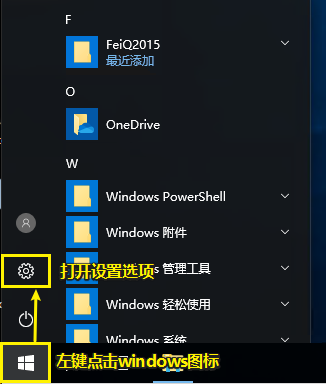 F
FeiQ2015
最近添加
O
OneDrive
W
Windows PowerShell
Windows 附件
Windows 管理工具
打开设置选项
Windows 轻松使用
Windows 系统
左键点击windows图标